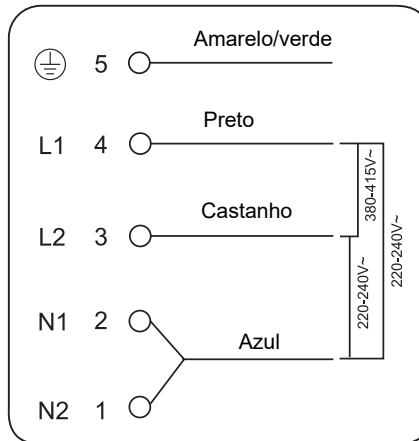 5 Amarelo/verde
L1 4 Preto
L2 3 Castanho
N1 2
Azul
N2 1
380-415V~
220-240V~
220-240V~